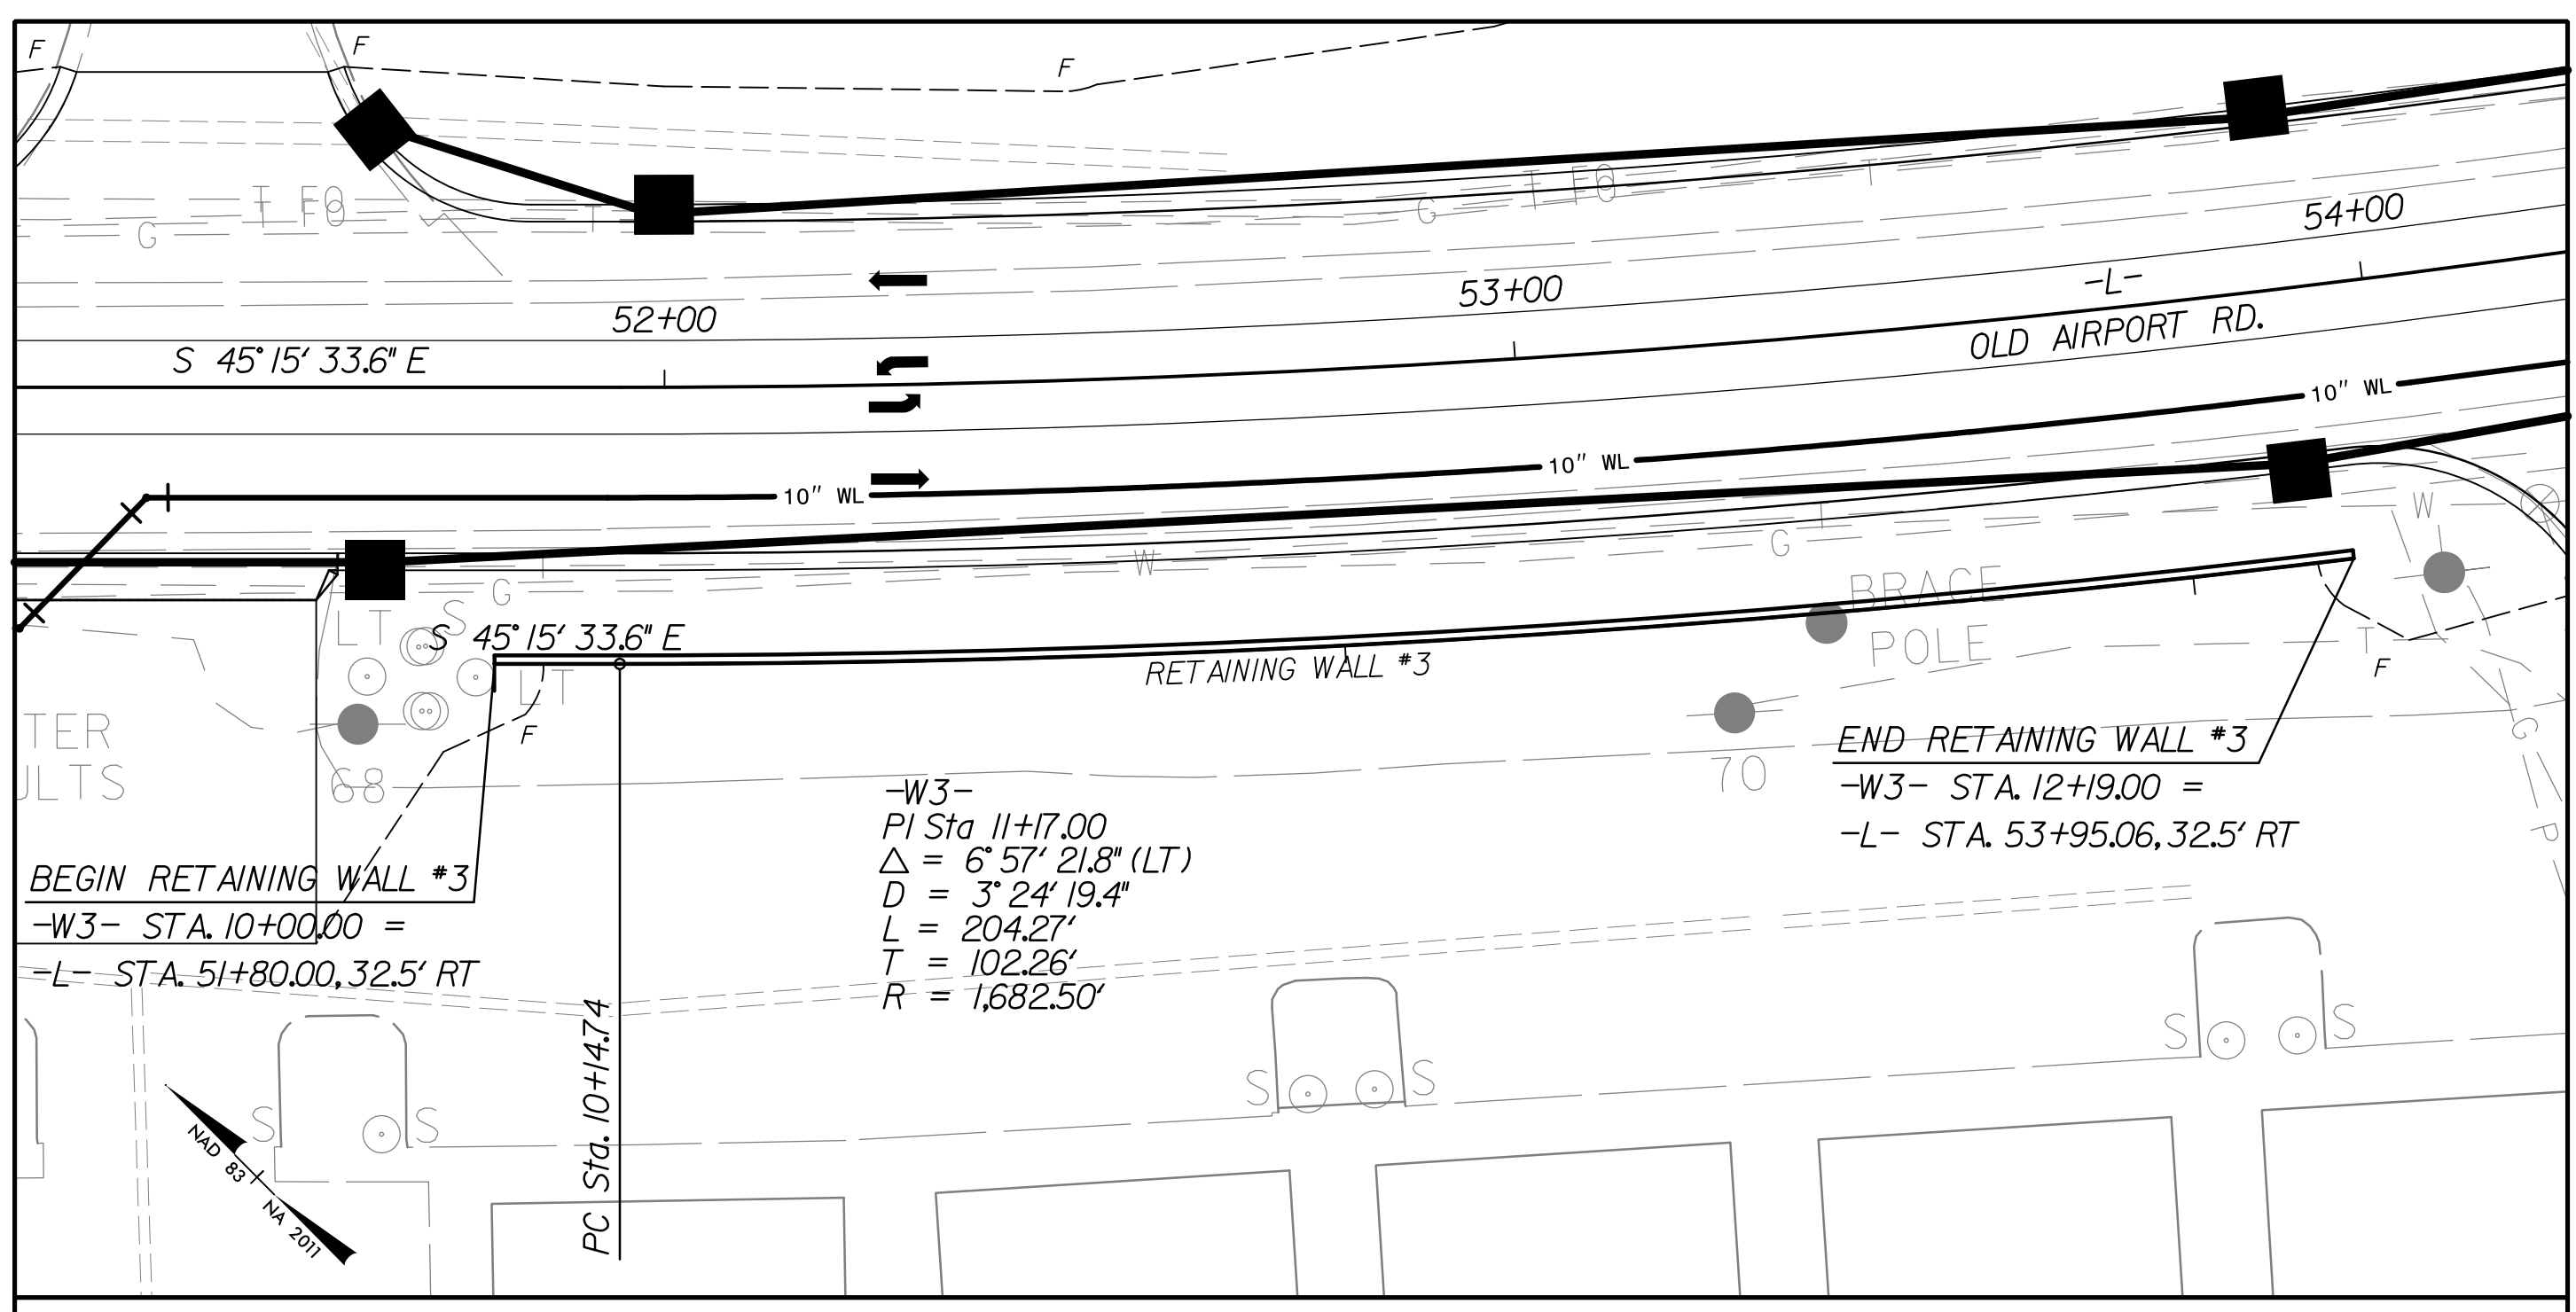 F
F
F
T FO
T FO
G
T
G
T FO
T FO
T
54+00
53+00
52+00
-L-
OLD AIRPORT RD.
S 45°15' 33.6" E
10" WL
10" WL
10" WL
W
W
T
G
T
G
BRACE
POLE
T
F
LT
S
S 45°15' 33.6" E
LT
RETAINING WALL #3
F
TER
ULTS
68
70
G
P
END RETAINING WALL #3
-W3- STA. 12+19.00 =
-L- STA. 53+95.06, 32.5' RT
-W3-
PI Sta 11+17.00
△ = 6°57' 21.8" (LT)
D = 3°24' 19.4"
L = 204.27'
T = 102.26'
R = 1,682.50'
BEGIN RETAINING WALL #3
-W3- STA. 10+00.00 =
-L- STA. 51+80.00, 32.5' RT
PC Sta. 10+14.74
S
S
S
S
S
S
NAD 83
NA 2011